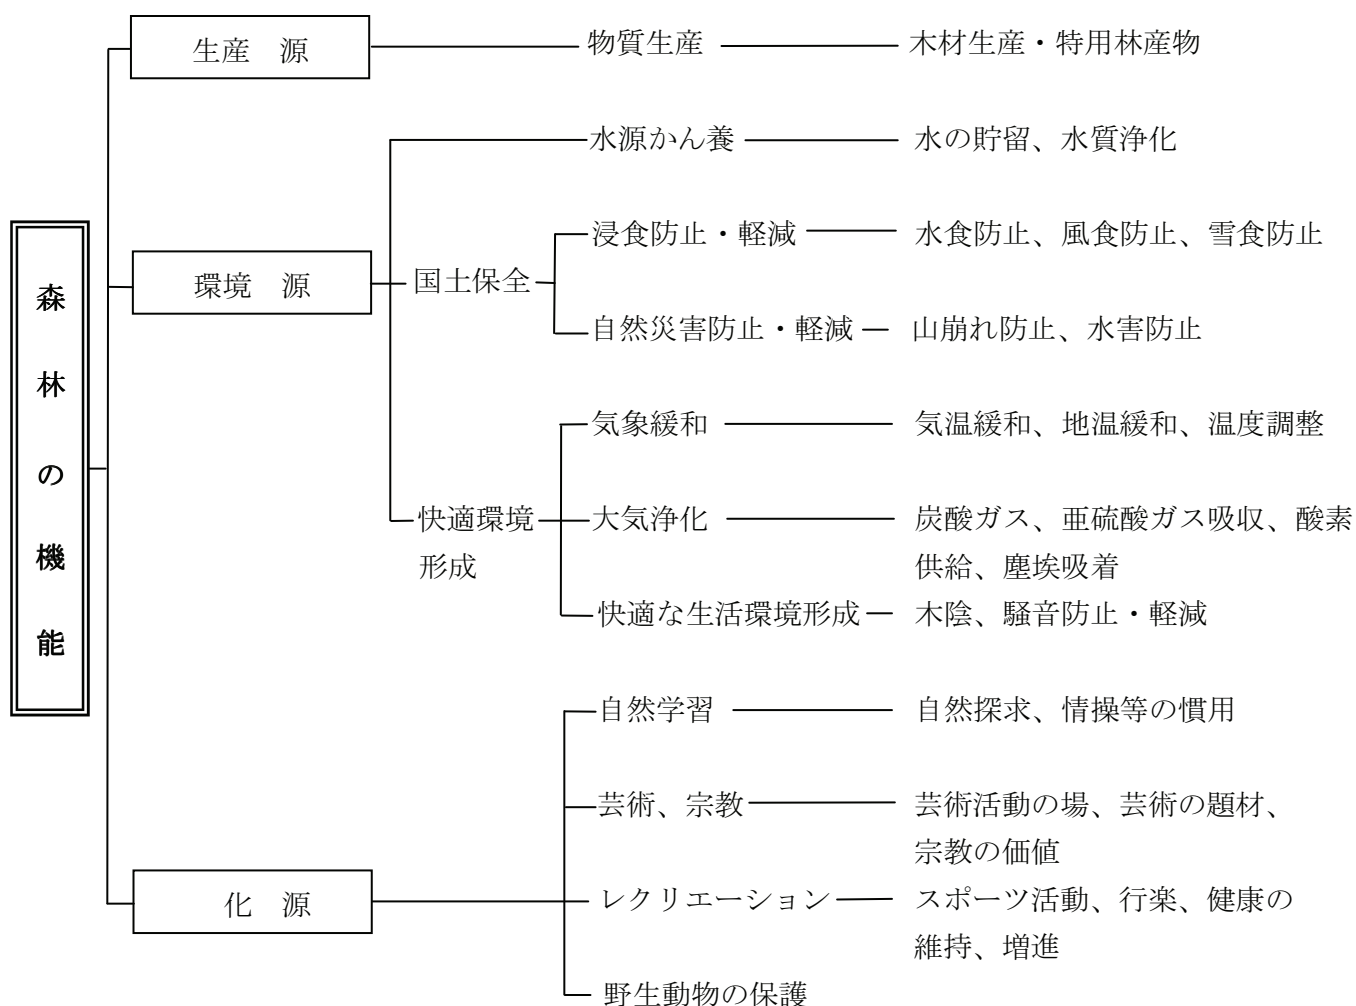 森林の機能
生産 源
物質生産
木材生産・特用林産物
環境 源
水源かん養
水の貯留、水質浄化
国土保全
浸食防止・軽減
水食防止、風食防止、雪食防止
自然災害防止・軽減
山崩れ防止、水害防止
快適環境
形成
気象緩和
気温緩和、地温緩和、温度調整
大気浄化
炭酸ガス、亜硫酸ガス吸収、酸素
供給、塵埃吸着
快適な生活環境形成
木陰、騒音防止・軽減
化 源
自然学習
自然探求、情操等の慣用
芸術、宗教
芸術活動の場、芸術の題材、
宗教の価値
レクリエーション
スポーツ活動、行楽、健康の
維持、増進
野生動物の保護